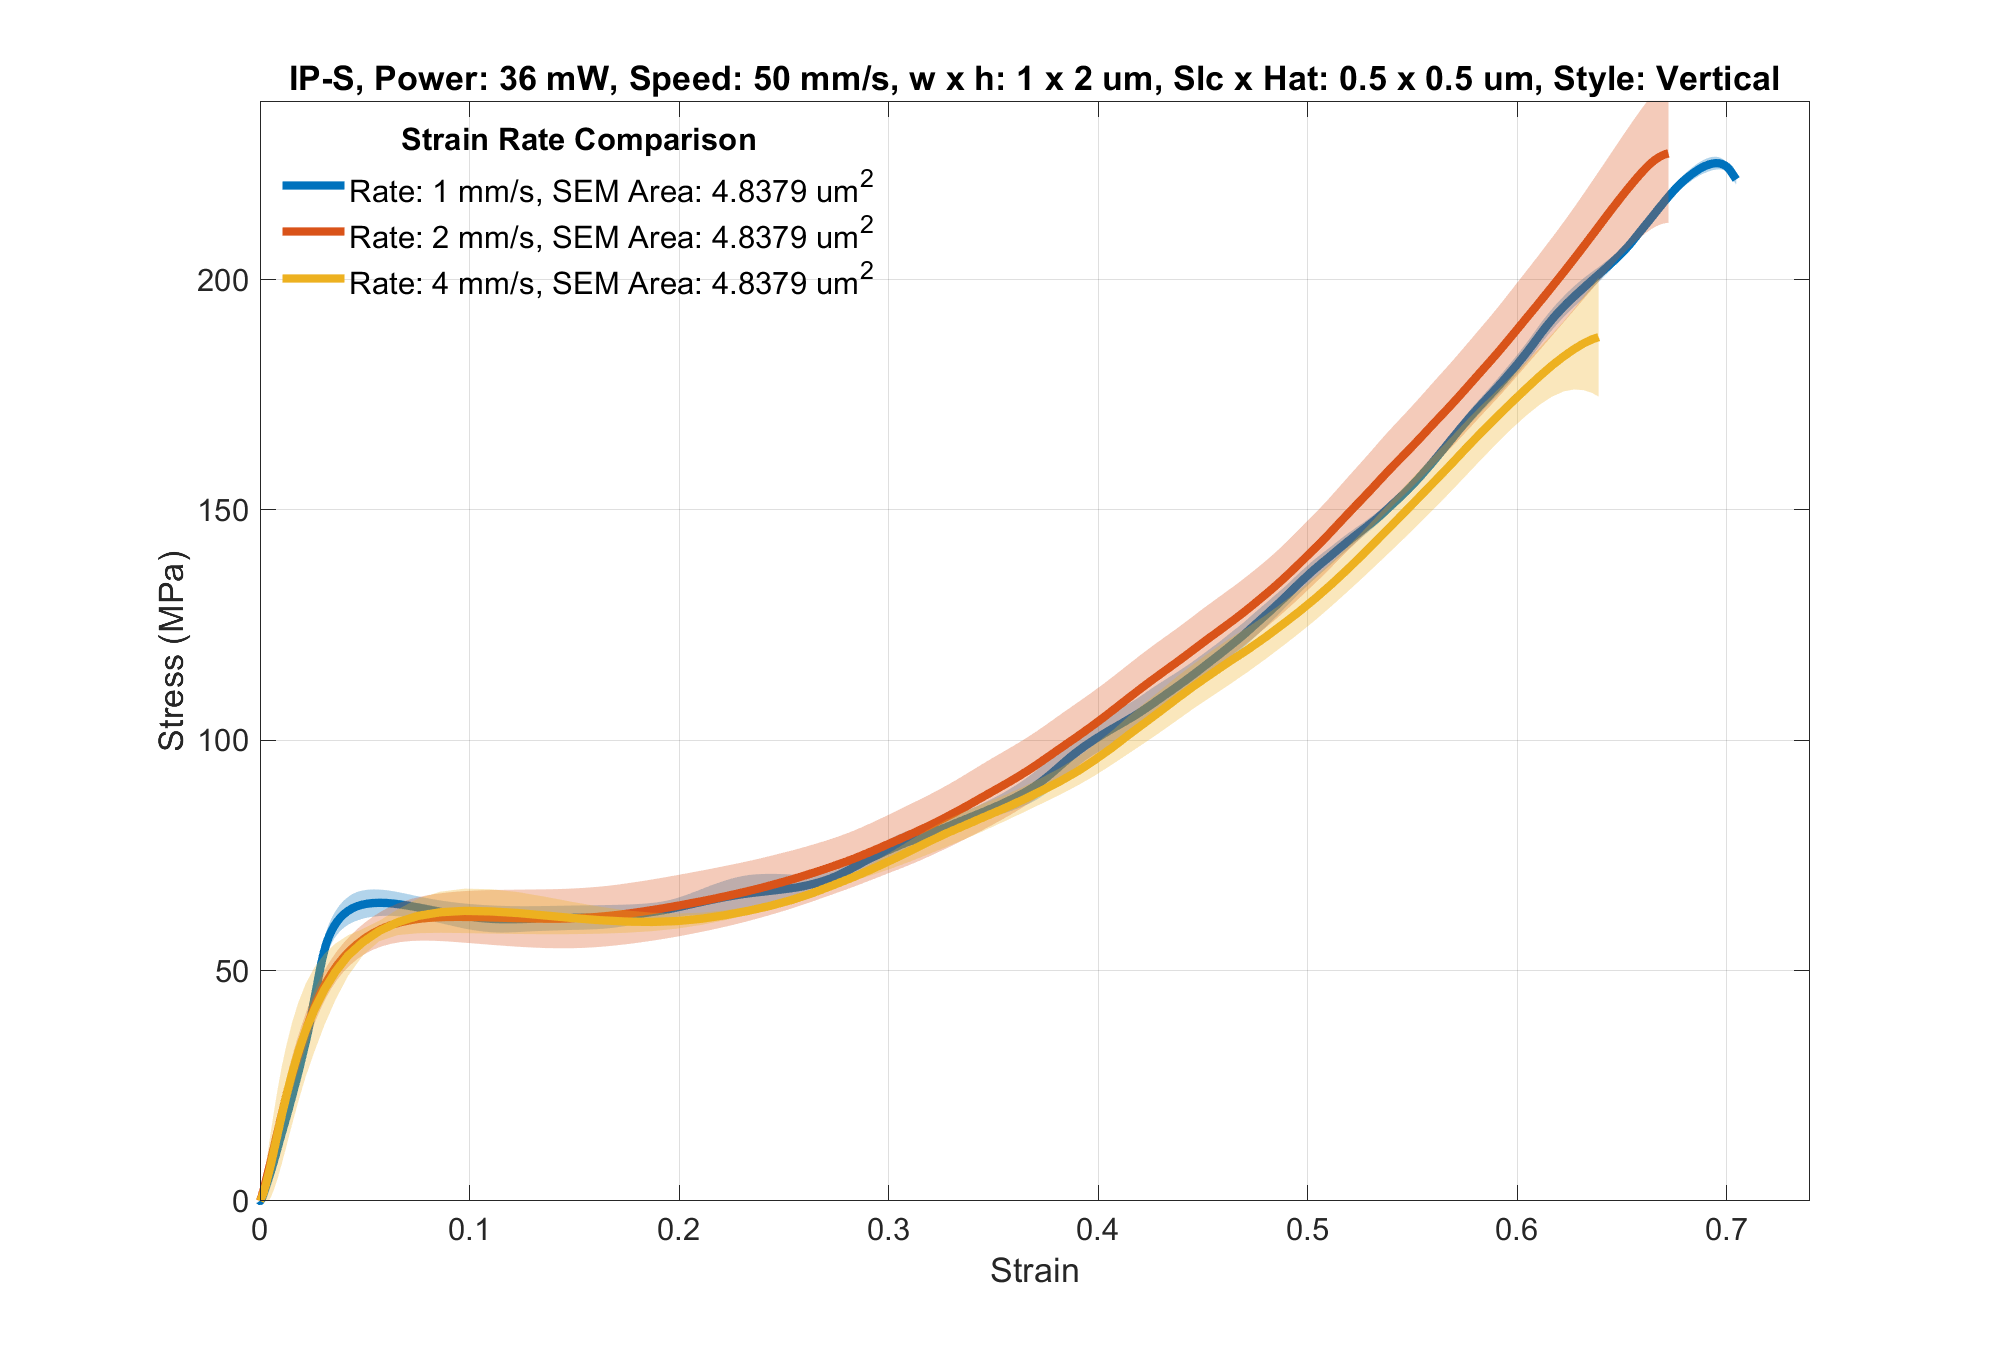 IP-S, Power: 36 mW, Speed: 50 mm/s, w x h: 1 x 2 um, Slc x Hat: 0.5 x 0.5 um, Style: Vertical
Strain Rate Comparison
Rate: 1 mm/s, SEM Area: 4.8379 um²
Rate: 2 mm/s, SEM Area: 4.8379 um²
Rate: 4 mm/s, SEM Area: 4.8379 um²
Stress (MPa)
200
150
100
50
0
0 0.1 0.2 0.3 0.4 0.5 0.6 0.7
Strain